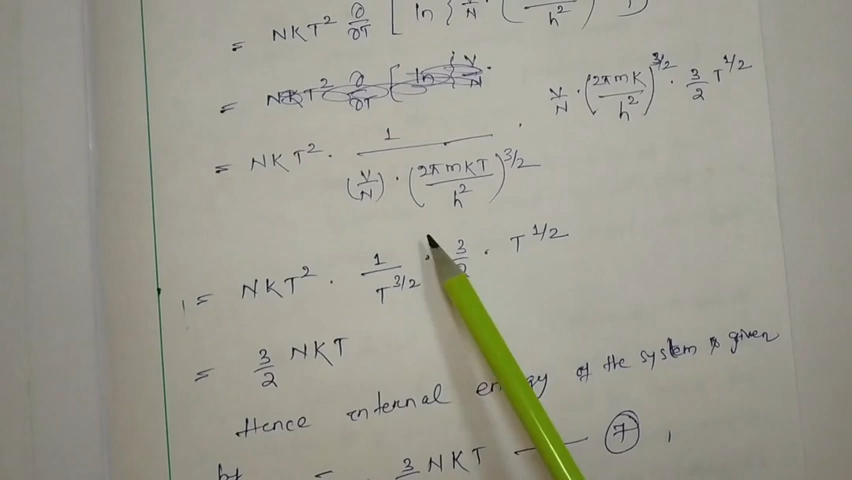 = NKT² ∂/∂T [ ln { V/N · ( / h² )
= NKT² ∂/∂T [ ln { V/N ·
= NKT² · 1 / (V/N) · (2πmKT / h²)^3/2 · V/N · (2πmK / h²)^3/2 · 3/2 T^1/2
= NKT² · 1 / T^3/2 · 3/2 · T^1/2
= 3/2 NKT
Hence internal energy of the system is given
by = 3 NKT — 7